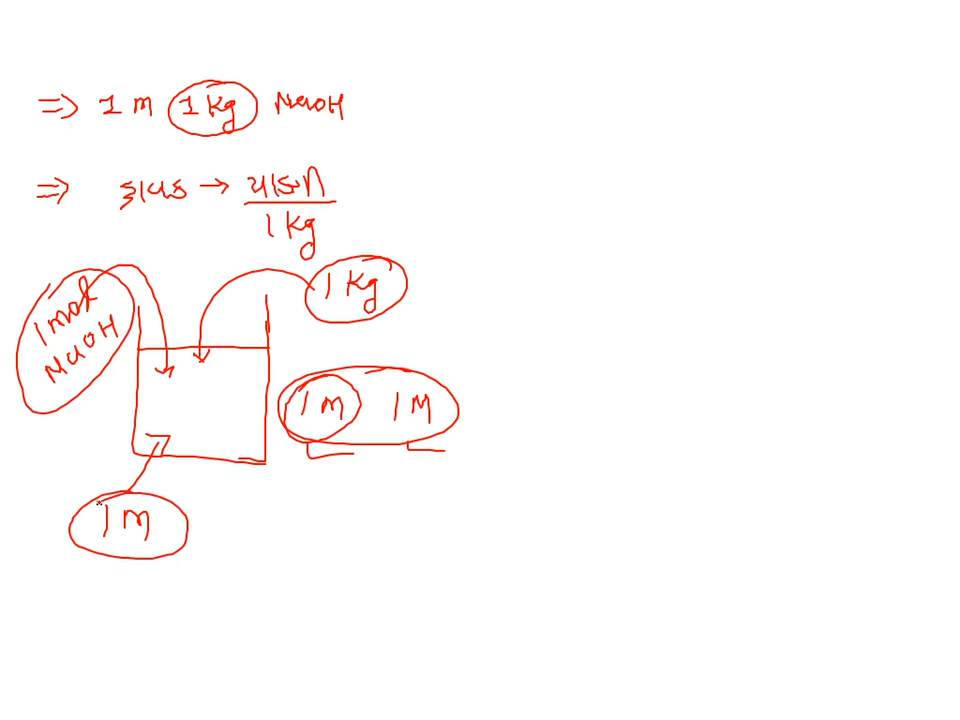 ⇒ 1 m 1 kg NaOH
⇒ દ્રાવક →
1 kg
1 mol
NaOH
1 kg
1 m 1 M
1 m